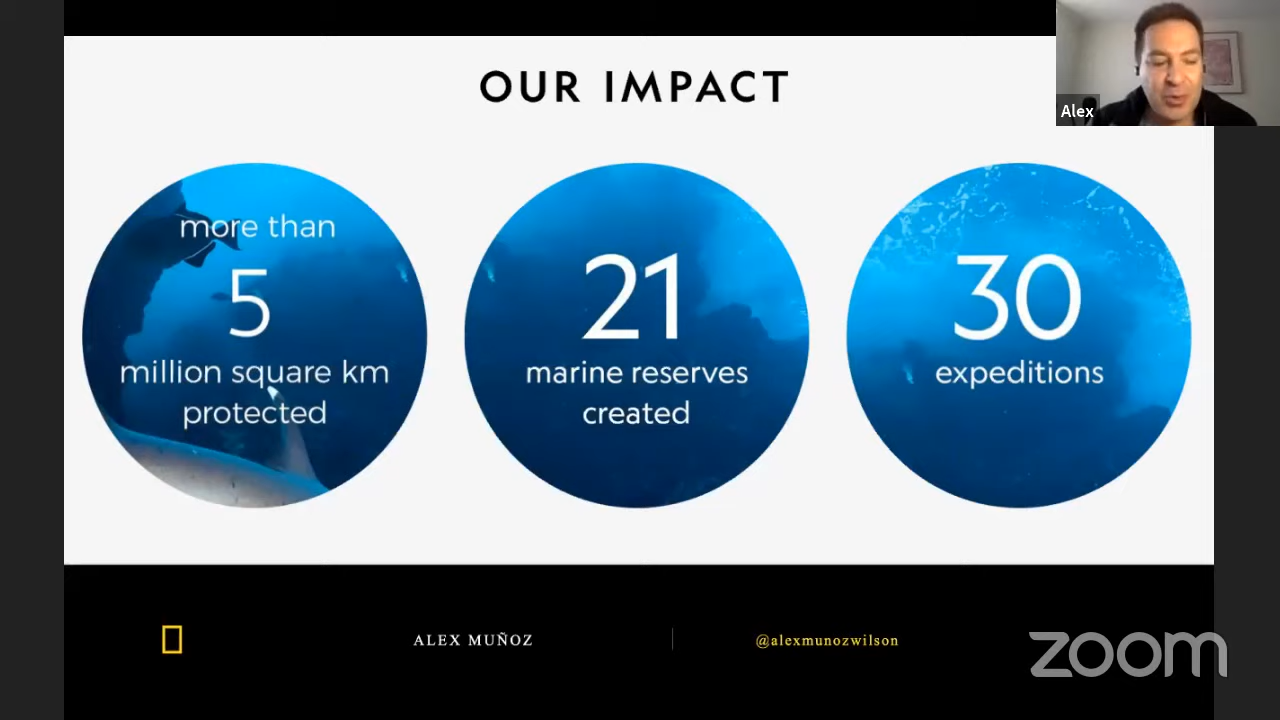 OUR IMPACT
Alex
more than
5
million square km
protected
21
marine reserves
created
30
expeditions
ALEX MUÑOZ
@alexmunozwilson
zoom